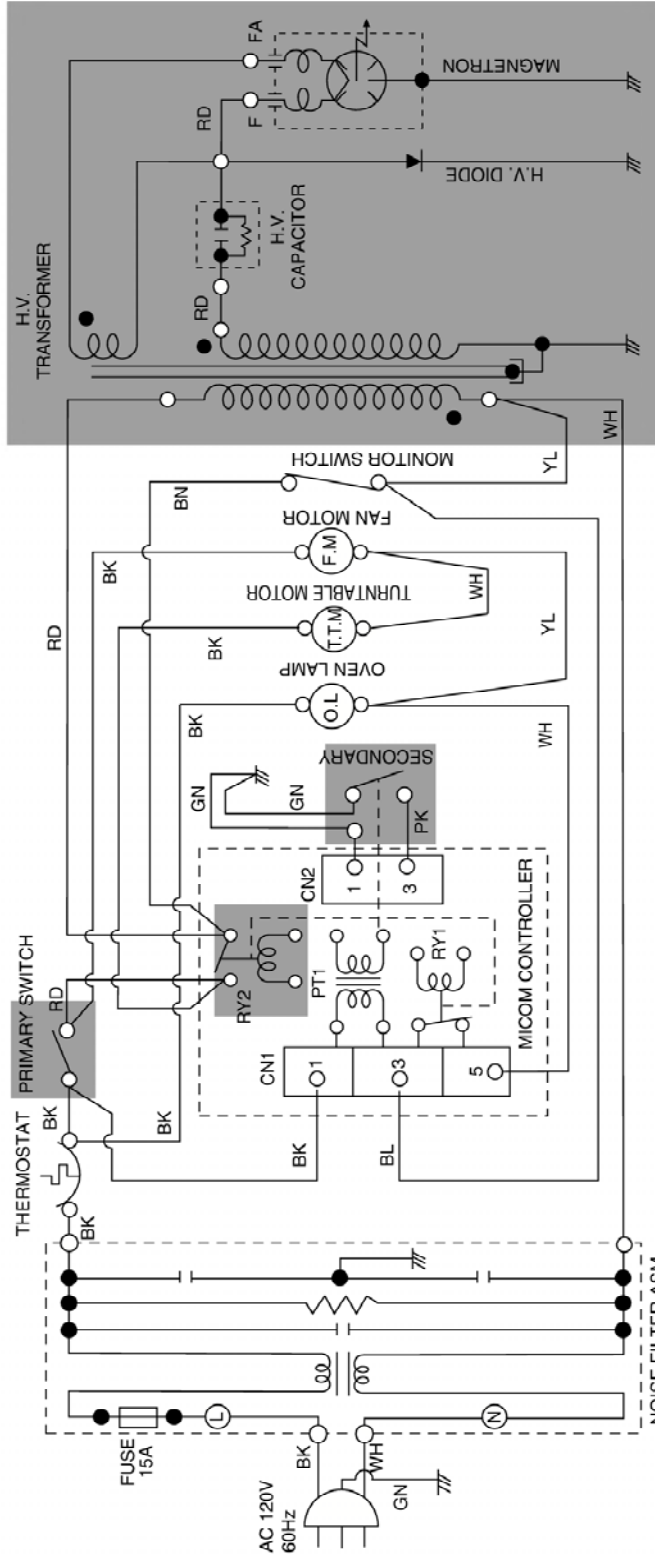 AC 120V
60Hz
BK
WH
GN
FUSE
15A
L
N
NOISE FILTER ASM
BK
THERMOSTAT
BK
BK
PRIMARY SWITCH
RD
BK
BL
CN1
1
3
5
RY2
PT1
RY1
MICOM CONTROLLER
CN2
1
3
GN
GN
PK
SECONDARY
RD
BK
BK
BK
BN
OVEN LAMP
O.L
TURNTABLE MOTOR
T.T.M
FAN MOTOR
F.M
MONITOR SWITCH
WH
WH
YL
YL
WH
H.V.
TRANSFORMER
RD
H.V.
CAPACITOR
RD
F
FA
H.V. DIODE
MAGNETRON